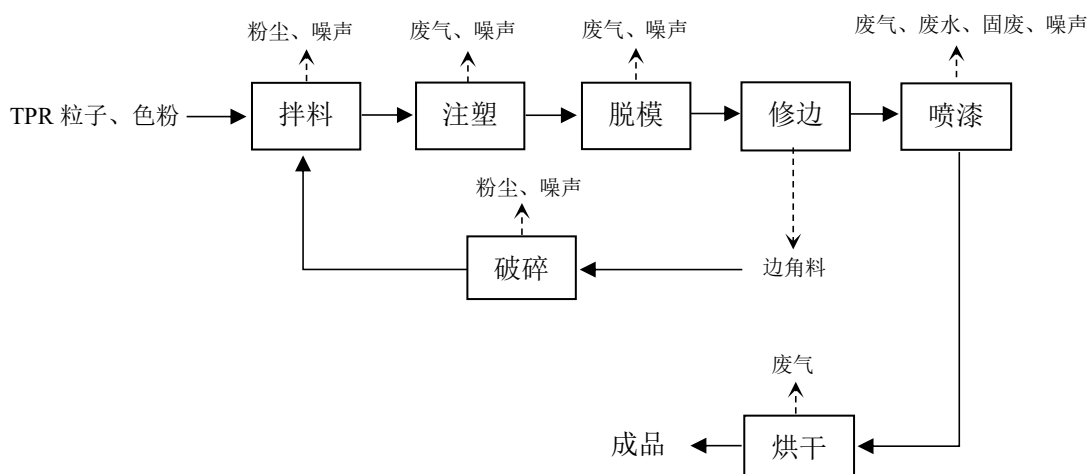 粉尘、噪声
废气、噪声
废气、噪声
废气、废水、固废、噪声
TPR 粒子、色粉
拌料
注塑
脱模
修边
喷漆
粉尘、噪声
破碎
边角料
废气
成品
烘干